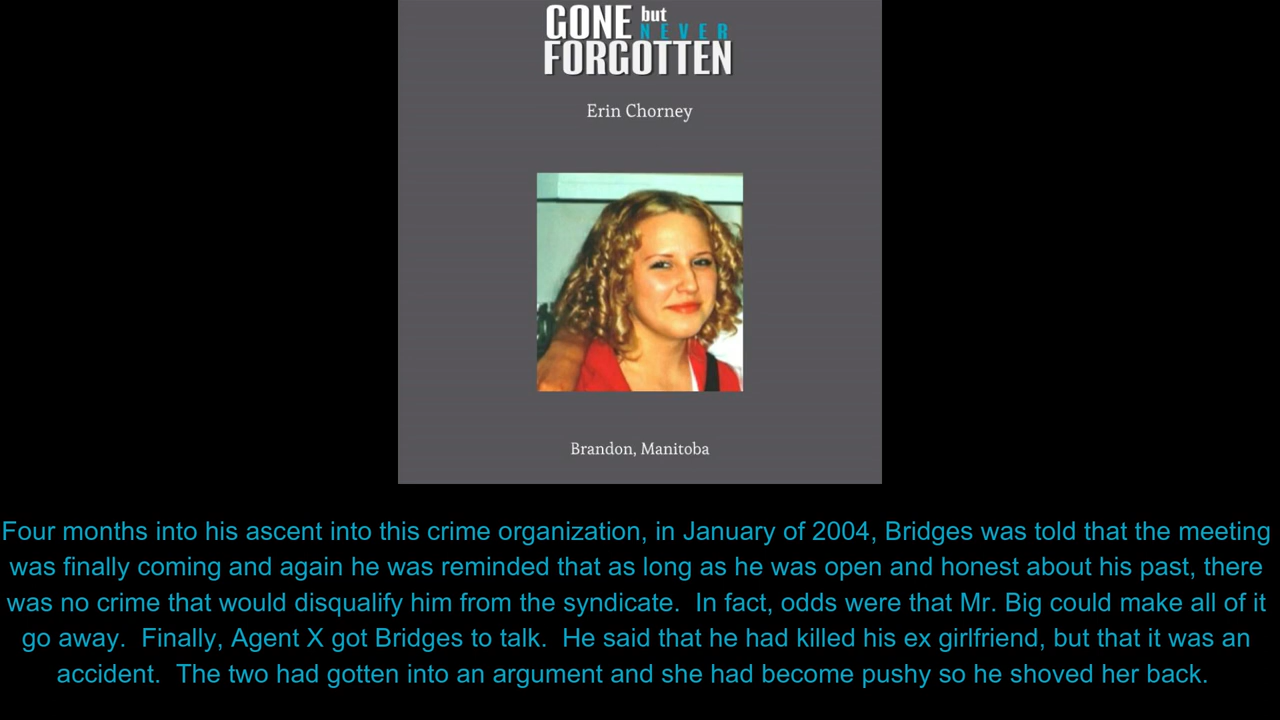 GONE but
NEVER
FORGOTTEN
Erin Chorney
Brandon, Manitoba
Four months into his ascent into this crime organization, in January of 2004, Bridges was told that the meeting
was finally coming and again he was reminded that as long as he was open and honest about his past, there
was no crime that would disqualify him from the syndicate.  In fact, odds were that Mr. Big could make all of it
go away.  Finally, Agent X got Bridges to talk.  He said that he had killed his ex girlfriend, but that it was an
accident.  The two had gotten into an argument and she had become pushy so he shoved her back.